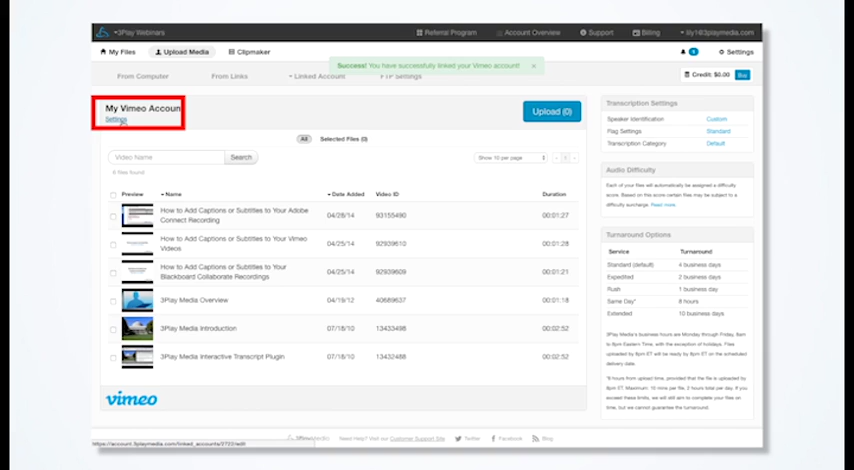 3Play Webinars
Referral Program
Account Overview
Support
Billing
lily1@3playmedia.com
My Files
Upload Media
Clipmaker
1
Settings
Success! You have successfully linked your Vimeo account!
×
From Computer
From Links
Linked Account
FTP Settings
Credit: $0.00
Buy
My Vimeo Accoun
Settings
Upload (0)
All
Selected Files (0)
Video Name
Search
Show 10 per page
1
6 files found
Preview
Name
Date Added
Video ID
Duration
How to Add Captions or Subtitles to Your Adobe
Connect Recording
04/28/14
93155490
00:01:27
How to Add Captions or Subtitles to Your Vimeo
Videos
04/25/14
92939610
00:01:28
How to Add Captions or Subtitles to Your
Blackboard Collaborate Recordings
04/25/14
92939609
00:01:21
3Play Media Overview
04/19/12
40689637
00:01:18
3Play Media Introduction
07/18/10
13433498
00:02:52
3Play Media Interactive Transcript Plugin
07/18/10
13432488
00:02:52
vimeo
Transcription Settings
Speaker Identification Custom
Flag Settings Standard
Transcription Category Default
Audio Difficulty
Each of your files will automatically be assigned a difficulty
score. Based on this score certain files may be subject to a
difficulty surcharge. Read more.
Turnaround Options
Service Turnaround
Standard (default) 4 business days
Expedited 2 business days
Rush 1 business day
Same Day* 8 hours
Extended 10 business days
3Play Media's business hours are Monday through Friday, 8am
to 8pm Eastern Time, with the exception of holidays. Files
uploaded by 8pm ET will be ready by 8pm ET on the scheduled
delivery date.
*8 hours from upload time, provided that the file is uploaded by
2pm ET. Maximum: 10 mins per file, 2 hours total per day. If you
exceed these limits, we will still aim to complete your files on
time, but we cannot guarantee the turnaround.
Need Help? Visit our Customer Support Site
Twitter
Facebook
Blog
https://account.3playmedia.com/linked_accounts/2722/edit